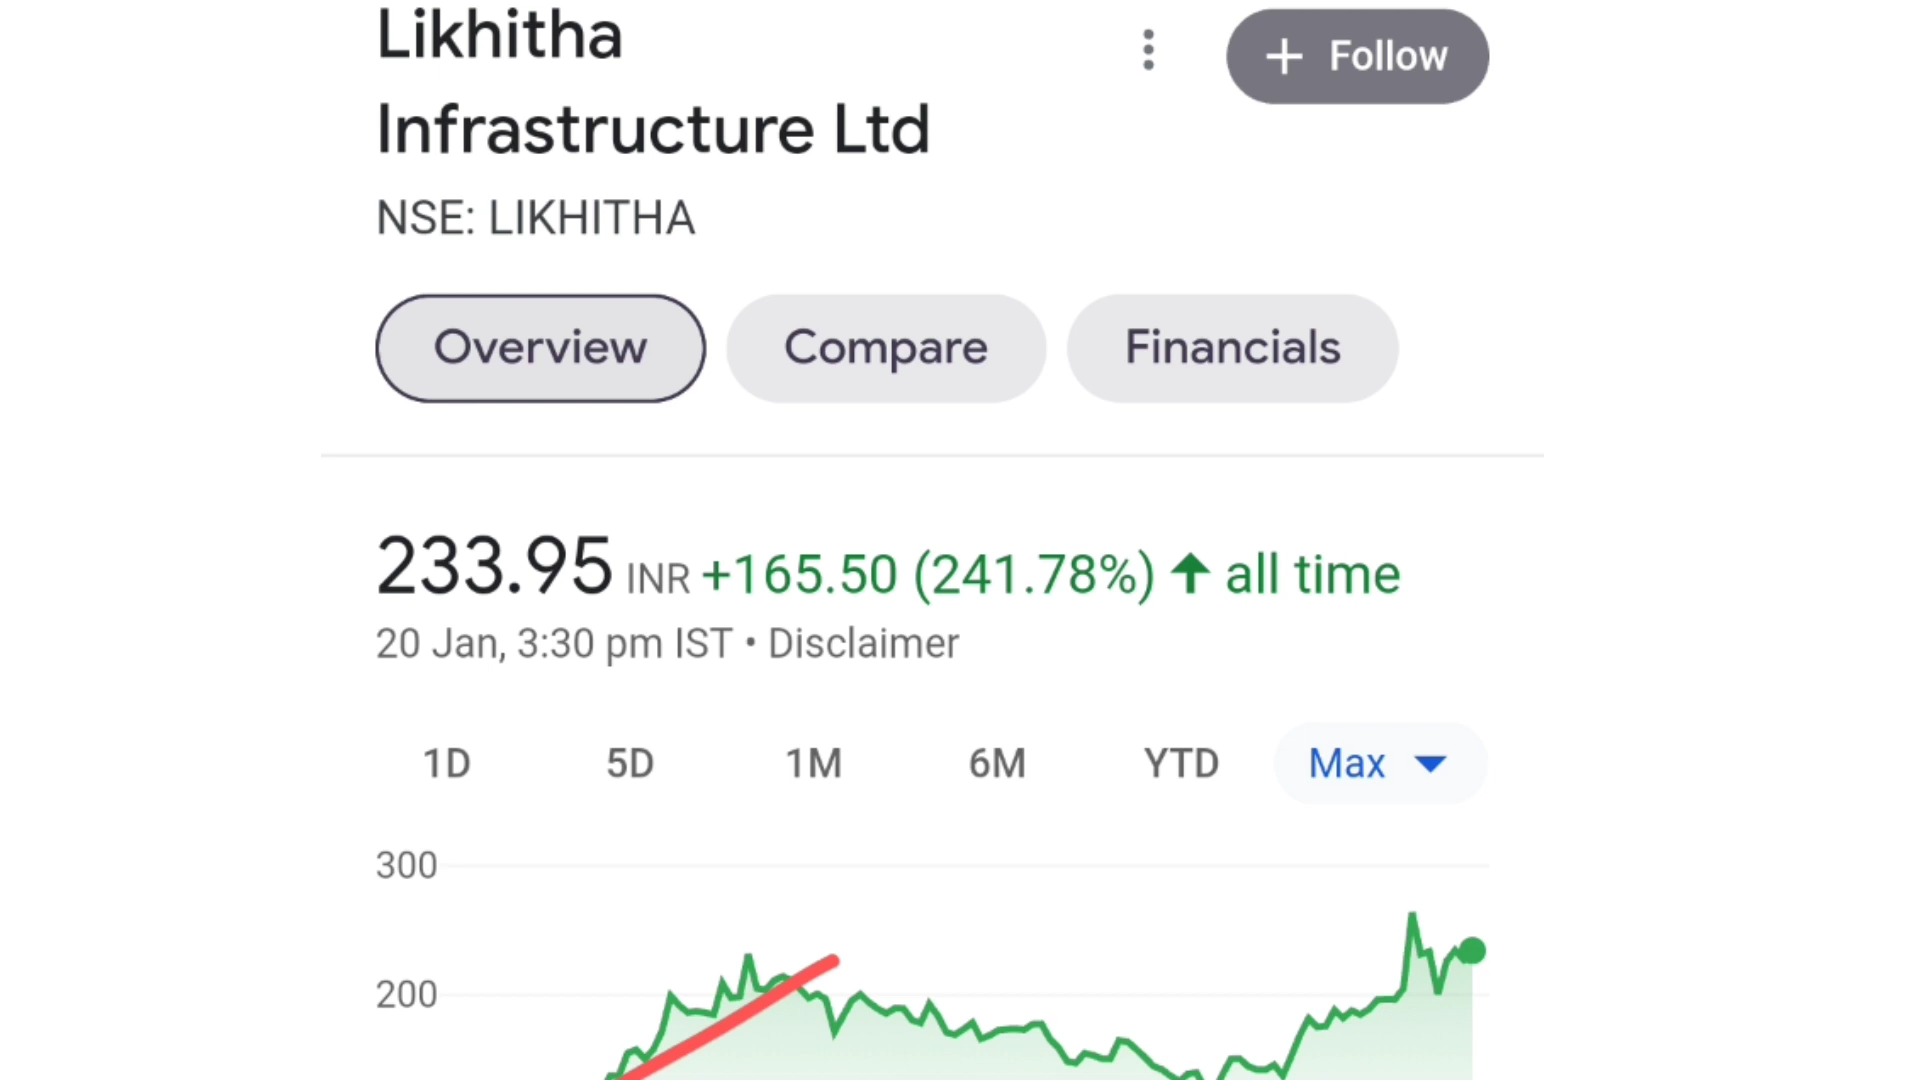 Likhitha
Infrastructure Ltd
+ Follow
NSE: LIKHITHA
Overview Compare Financials
233.95 INR +165.50 (241.78%) ↑ all time
20 Jan, 3:30 pm IST • Disclaimer
1D 5D 1M 6M YTD Max
300
200